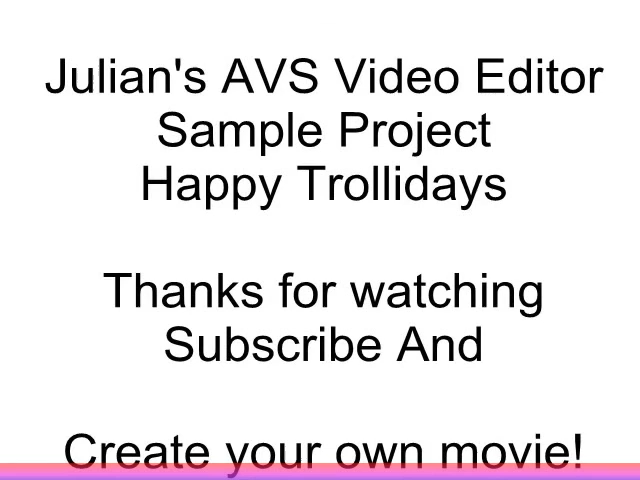 Julian's AVS Video Editor
Sample Project
Happy Trollidays
Thanks for watching
Subscribe And
Create your own movie!